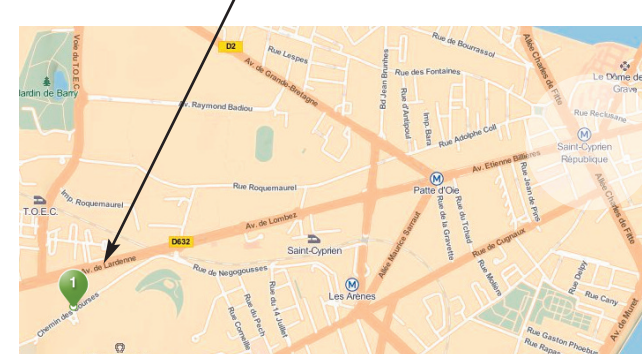 D2
Rue de Bourrassol
Allée Charles de Fitte
Voie du T.O.E.C.
Rue Lespes
Av. de Grande-Bretagne
Bd Jean Brunhes
Rue des Fontaines
Le Dôme de
Grave
Jardin de Barry
Av. Raymond Badiou
Rue d'Antipoul
Imp. Bara
Rue Adolphe Coll
Rue Reclusane
M
Saint-Cyprien
République
Av. Etienne Billières
M
Patte d'Oie
Rue Roquemaurel
Imp. Roquemaurel
T.O.E.C.
Rue Jean de Pins
Allée Charles de Fitte
Av. de Lombez
Rue de la Gravette
Rue du Tchad
Allée Maurice Sarraut
D632
Saint-Cyprien
Rue de Cugnaux
Av. de Lardenne
Rue de Negogousses
1
M
Les Arènes
Rue Moliere
Rue Delpy
Rue Cany
Chemin des Courses
Rue Corneille
Rue du Pech
Rue du 14 Juillet
Av. de Muret
Rue Gaston Phoebus
Rue Rapas